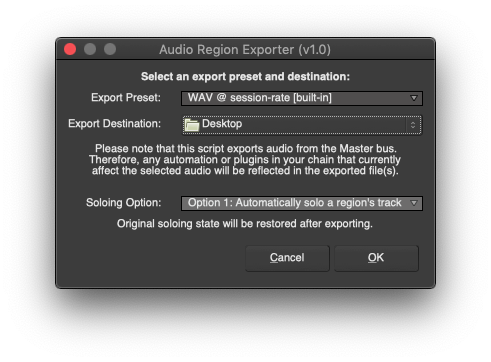 Audio Region Exporter (v1.0)
Select an export preset and destination:
Export Preset: WAV @ session-rate [built-in]
Export Destination: Desktop
Please note that this script exports audio from the Master bus.
Therefore, any automation or plugins in your chain that currently
affect the selected audio will be reflected in the exported file(s).
Soloing Option: Option 1: Automatically solo a region's track
Original soloing state will be restored after exporting.
Cancel OK